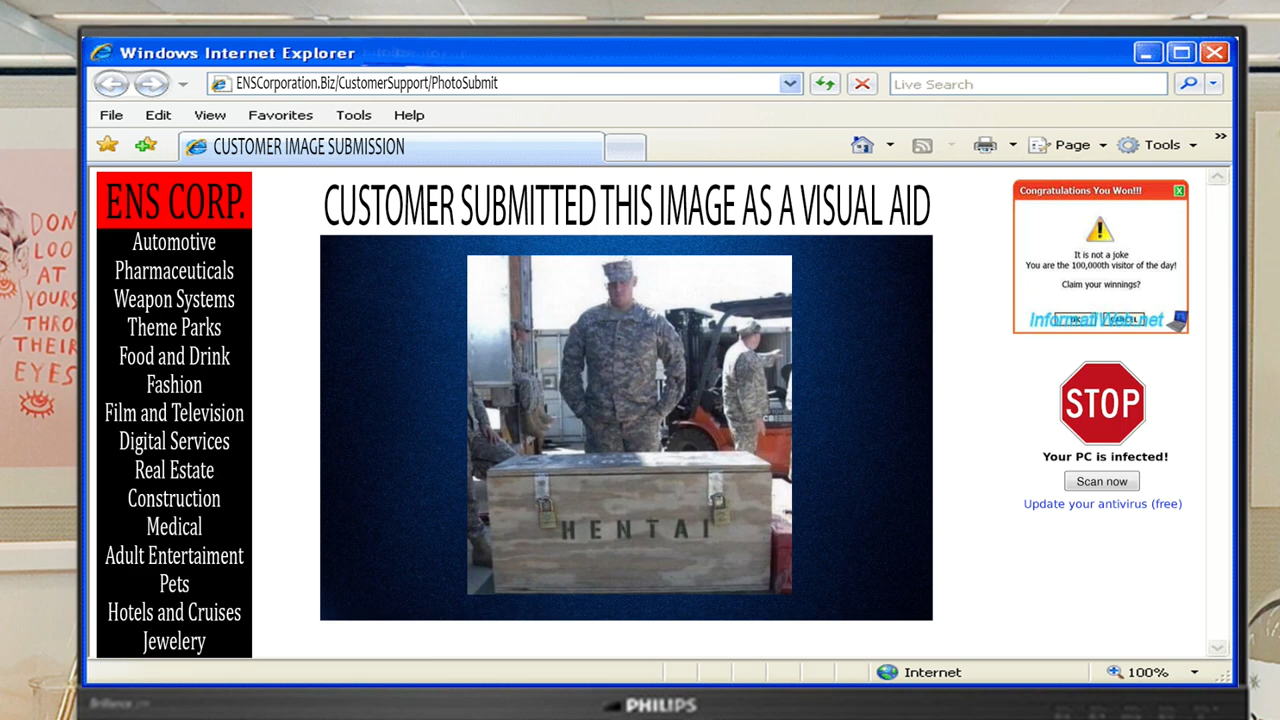 Windows Internet Explorer
ENSCorporation.Biz/CustomerSupport/PhotoSubmit
Live Search
File Edit View Favorites Tools Help
CUSTOMER IMAGE SUBMISSION
Page Tools
ENS CORP.
Automotive
Pharmaceuticals
Weapon Systems
Theme Parks
Food and Drink
Fashion
Film and Television
Digital Services
Real Estate
Construction
Medical
Adult Entertaiment
Pets
Hotels and Cruises
Jewelery
CUSTOMER SUBMITTED THIS IMAGE AS A VISUAL AID
HENTAI
Congratulations You Won!!!
It is not a joke
You are the 100,000th visitor of the day!
Claim your winnings?
CANCEL
STOP
Your PC is infected!
Scan now
Update your antivirus (free)
Internet
100%
DON
LOOK
AT
YOURS
THRO
THEIR
EYES
Brilliance
PHILIPS